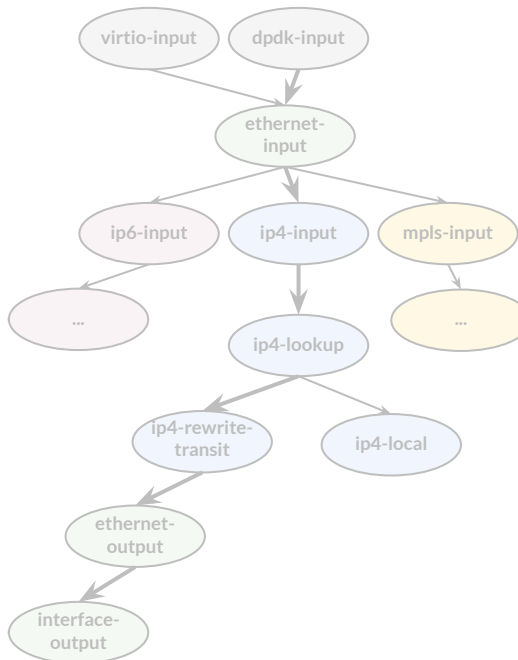 virtio-input
dpdk-input
ethernet-
input
ip6-input
ip4-input
mpls-input
...
...
ip4-lookup
ip4-rewrite-
transit
ip4-local
ethernet-
output
interface-
output